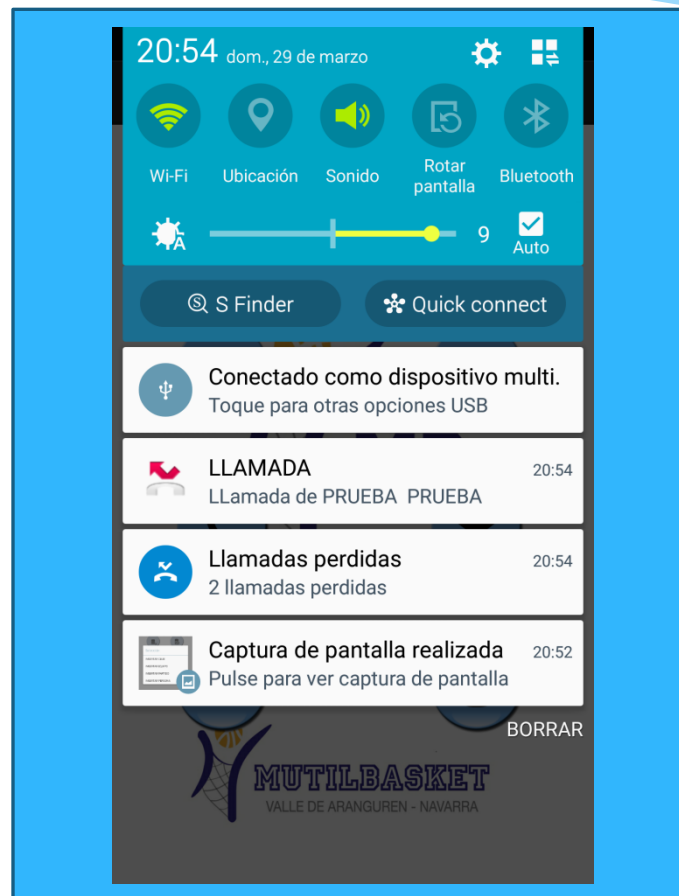 20:54 dom., 29 de marzo
Wi-Fi
Ubicación
Sonido
Rotar
pantalla
Bluetooth
A
9
Auto
S Finder
Quick connect
Conectado como dispositivo multi.
Toque para otras opciones USB
LLAMADA 20:54
LLamada de PRUEBA PRUEBA
Llamadas perdidas 20:54
2 llamadas perdidas
Captura de pantalla realizada 20:52
Pulse para ver captura de pantalla
BORRAR
MUTILBASKET
VALLE DE ARANGUREN - NAVARRA